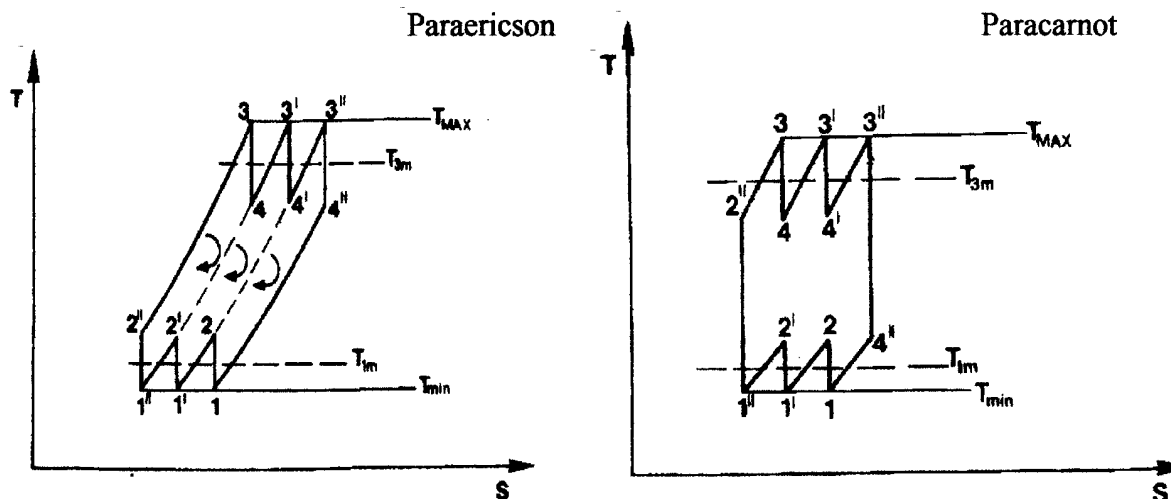 Paraericson
T
3
3'
3''
TMAX
T3m
4
4'
4''
2''
2'
2
T1m
Tmin
1''
1'
1
S
Paracarnot
T
3
3'
3''
TMAX
T3m
2''
4
4'
2'
2
4''
T1m
Tmin
1''
1'
1
S